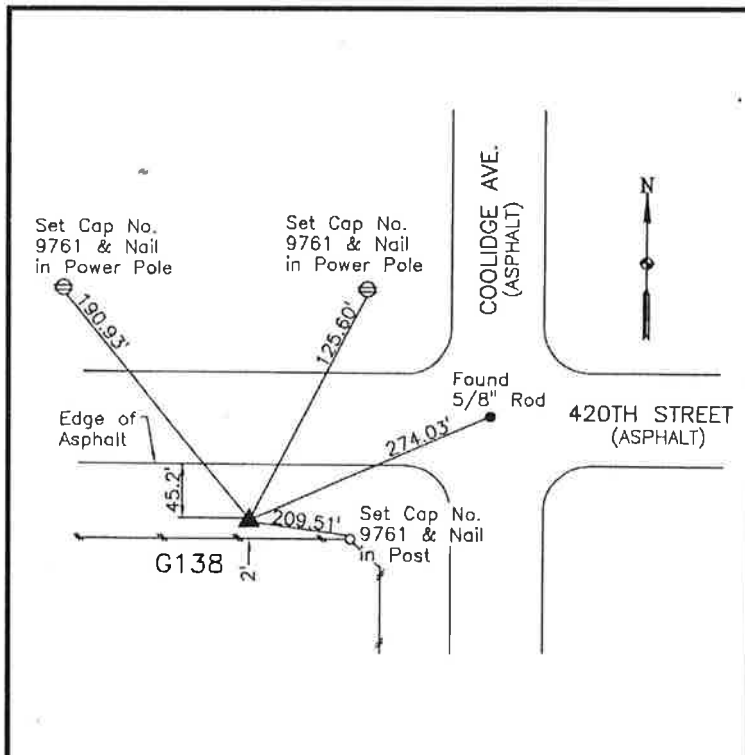 COOLIDGE AVE.
(ASPHALT)
N
Set Cap No.
9761 & Nail
in Power Pole
Set Cap No.
9761 & Nail
in Power Pole
190.93'
125.60'
Found
5/8" Rod
420TH STREET
(ASPHALT)
Edge of
Asphalt
274.03'
45.2'
209.51'
Set Cap No.
9761 & Nail
in Post
G138
2'